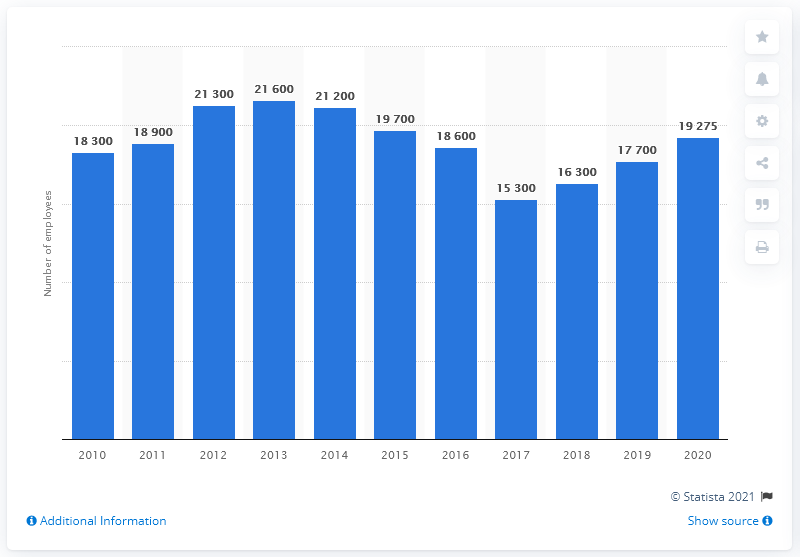 21 600
21 300
21 200
19 700
19 275
18 900
18 600
18 300
17 700
16 300
15 300
Number of employees
2010 2011 2012 2013 2014 2015 2016 2017 2018 2019 2020
© Statista 2021
Additional Information
Show source